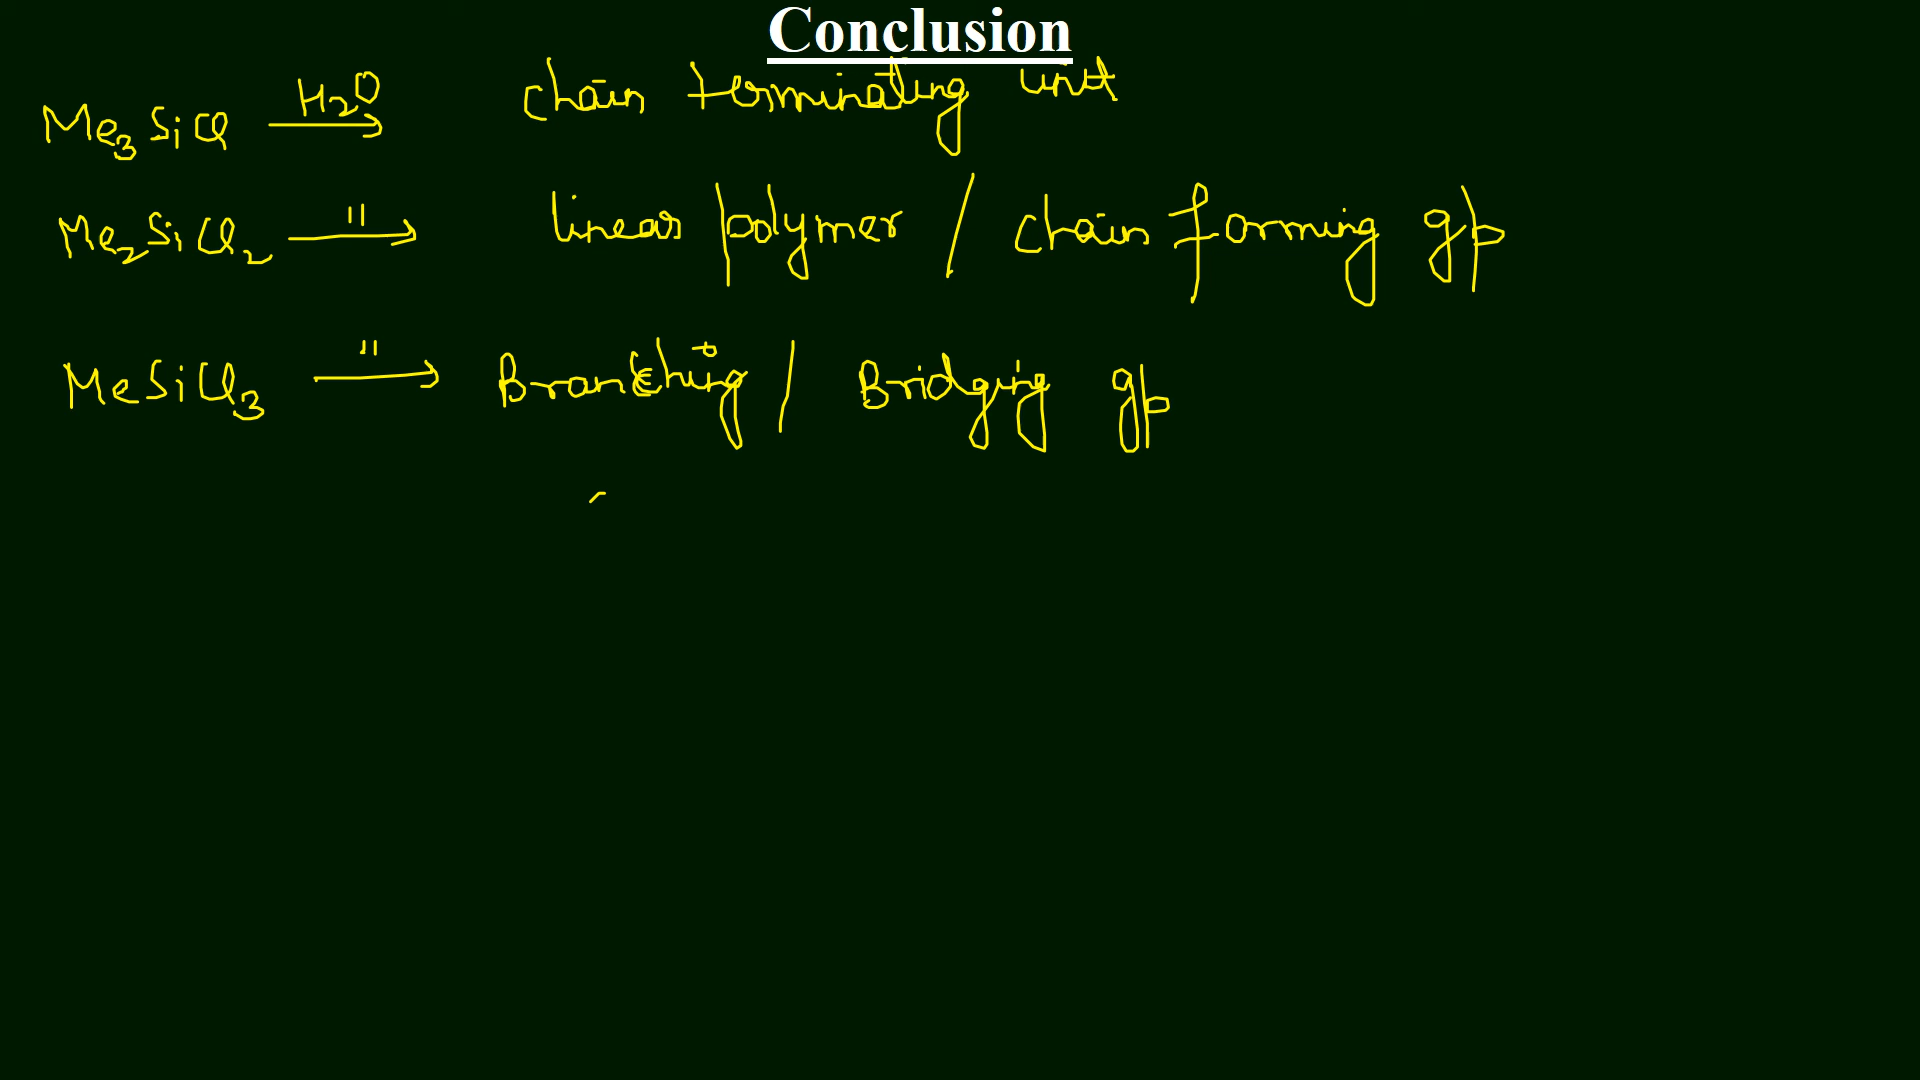 Conclusion
Me₃SiCl —H₂O→ chain terminating unit
Me₂SiCl₂ —"→ linear polymer / chain forming gp
MeSiCl₃ —"→ Branching / Bridging gp